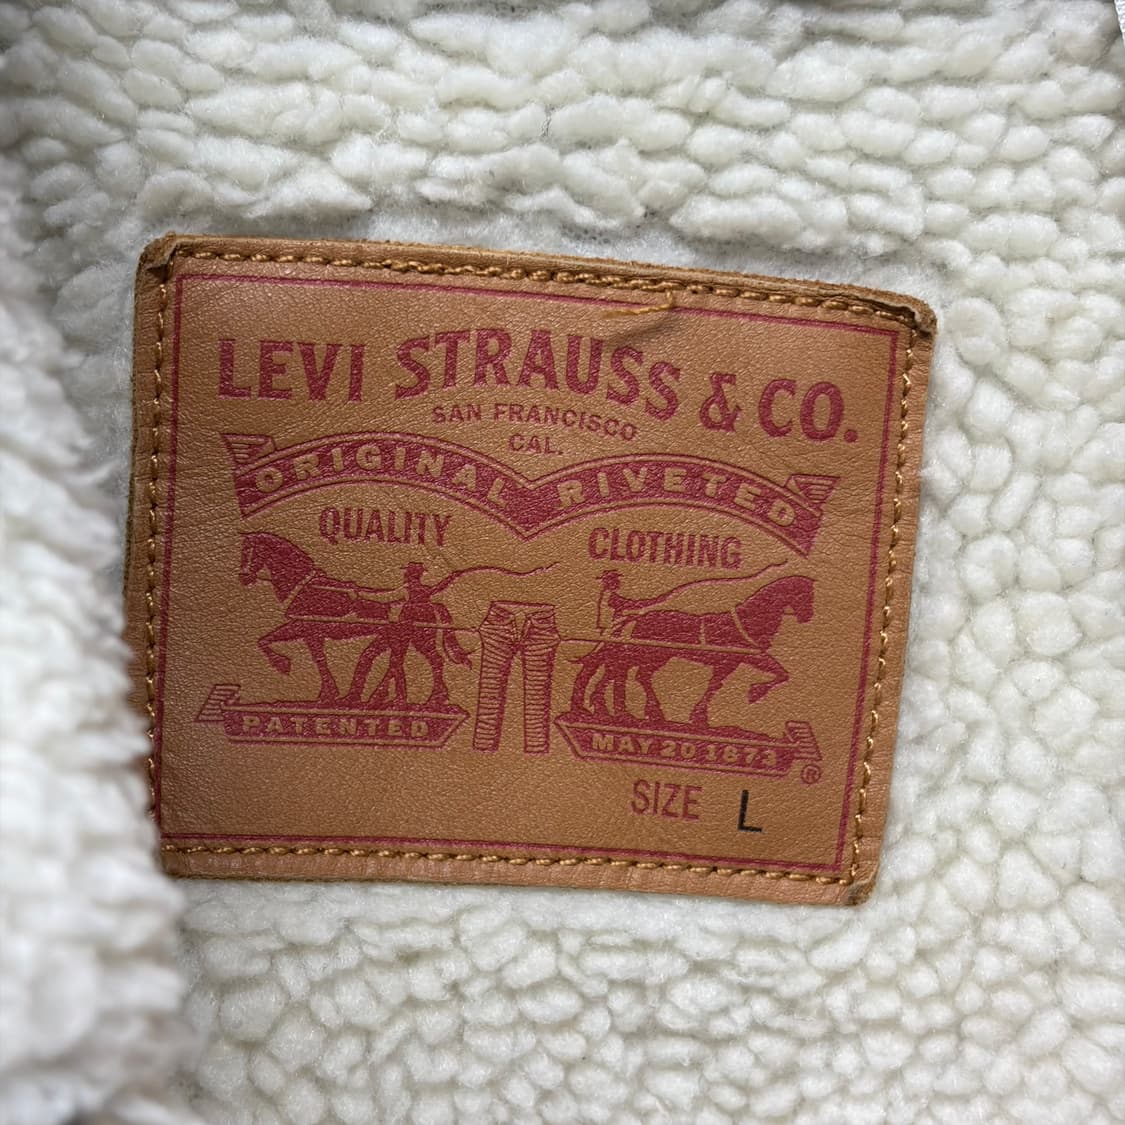 LEVI STRAUSS & CO.
SAN FRANCISCO
CAL.
ORIGINAL RIVETED
QUALITY CLOTHING
PATENTED MAY 20 1873
®
SIZE L